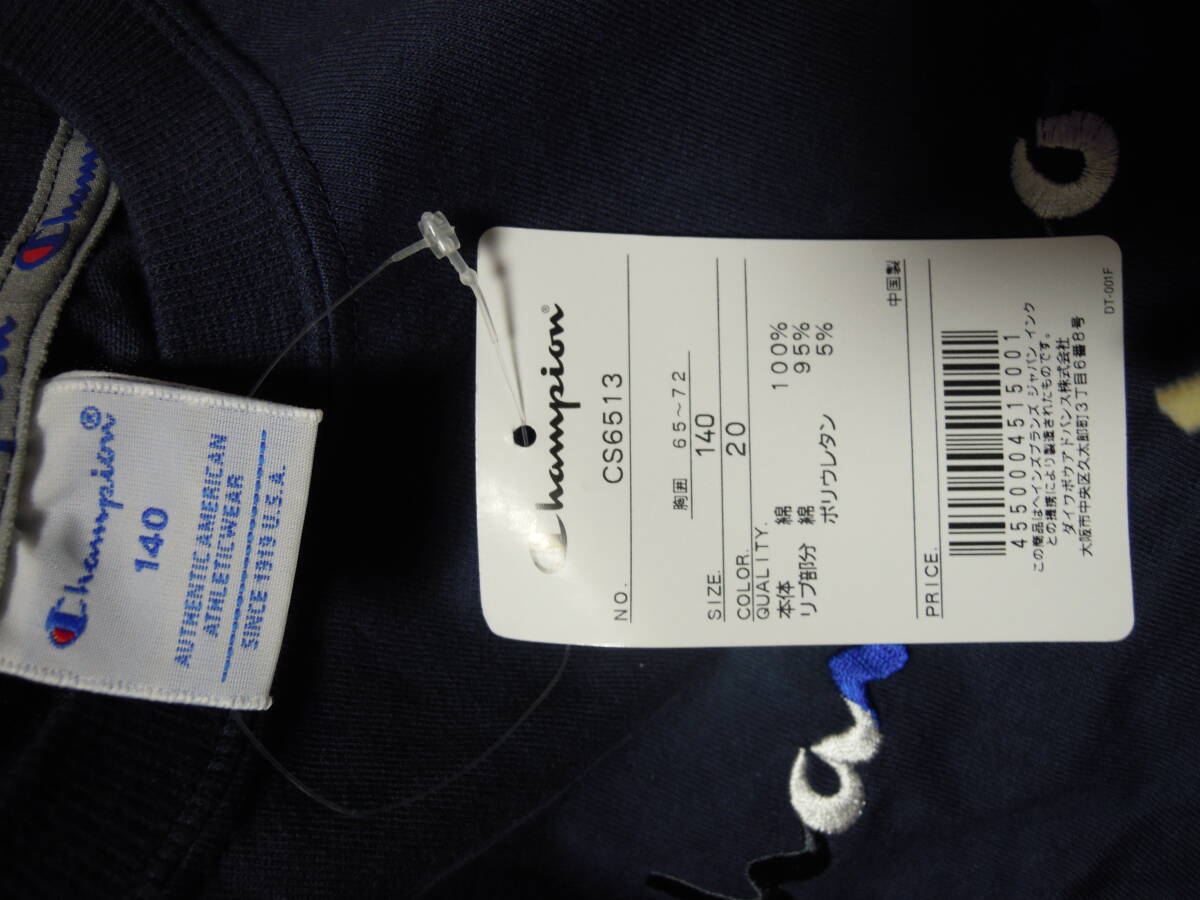 Champion®
NO. CS6513
胸囲 65～72
SIZE. 140
COLOR. 20
QUALITY.
本体 綿 100%
リブ部分 綿 95%
ポリウレタン 5%
中国製
PRICE.
4550004515001
この商品はヘインズブランズ ジャパン インク
との提携により製造されたものです。
ダイワボウアドバンス株式会社
大阪市中央区久太郎町3丁目6番8号
DT-001F
Champion®
140
AUTHENTIC AMERICAN
ATHLETICWEAR
SINCE 1919 U.S.A.
Cham